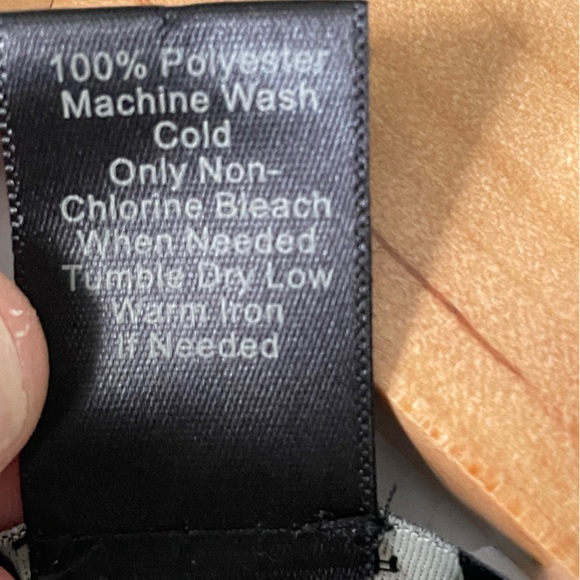 100% Polyester
Machine Wash
Cold
Only Non-
Chlorine Bleach
When Needed
Tumble Dry Low
Warm Iron
If Needed